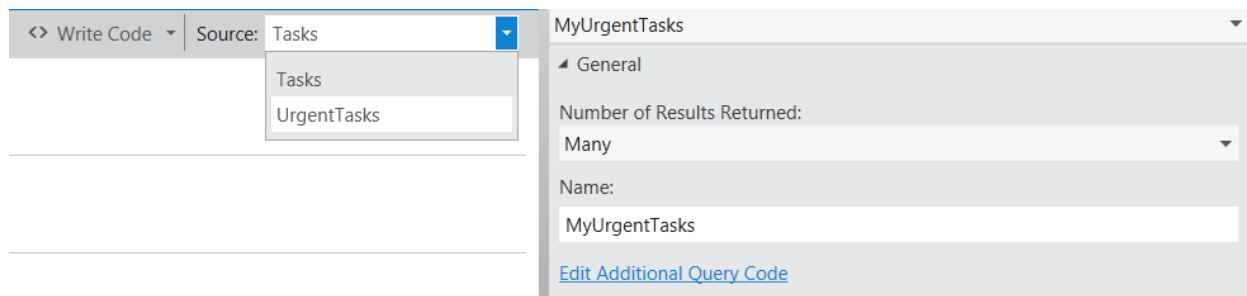 <> Write Code
Source: Tasks
Tasks
UrgentTasks
MyUrgentTasks
General
Number of Results Returned:
Many
Name:
MyUrgentTasks
Edit Additional Query Code